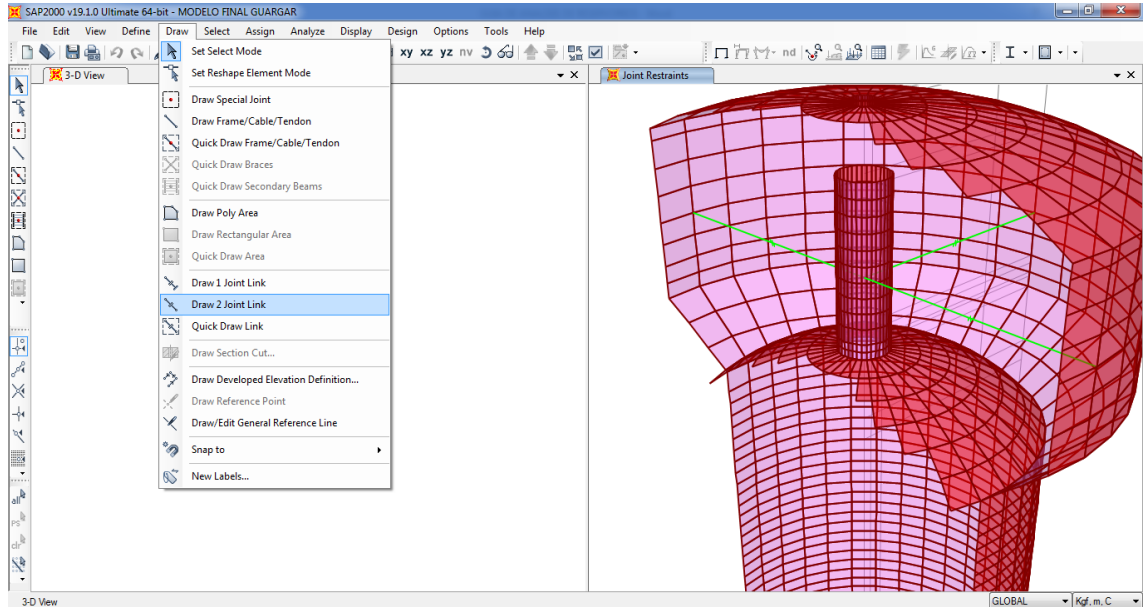 SAP2000 v19.1.0 Ultimate 64-bit - MODELO FINAL GUARGAR
File Edit View Define Draw Select Assign Analyze Display Design Options Tools Help
xy xz yz nv nd
3-D View
Joint Restraints
Set Select Mode
Set Reshape Element Mode
Draw Special Joint
Draw Frame/Cable/Tendon
Quick Draw Frame/Cable/Tendon
Quick Draw Braces
Quick Draw Secondary Beams
Draw Poly Area
Draw Rectangular Area
Quick Draw Area
Draw 1 Joint Link
Draw 2 Joint Link
Quick Draw Link
Draw Section Cut...
Draw Developed Elevation Definition...
Draw Reference Point
Draw/Edit General Reference Line
Snap to
New Labels...
all
ps
clr
3-D View
GLOBAL
Kgf, m, C